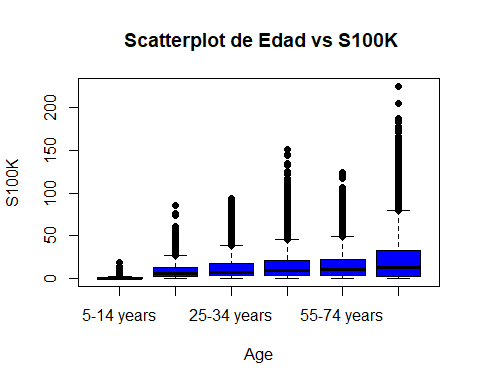 Scatterplot de Edad vs S100K
S100K
0
50
100
150
200
5-14 years
25-34 years
55-74 years
Age